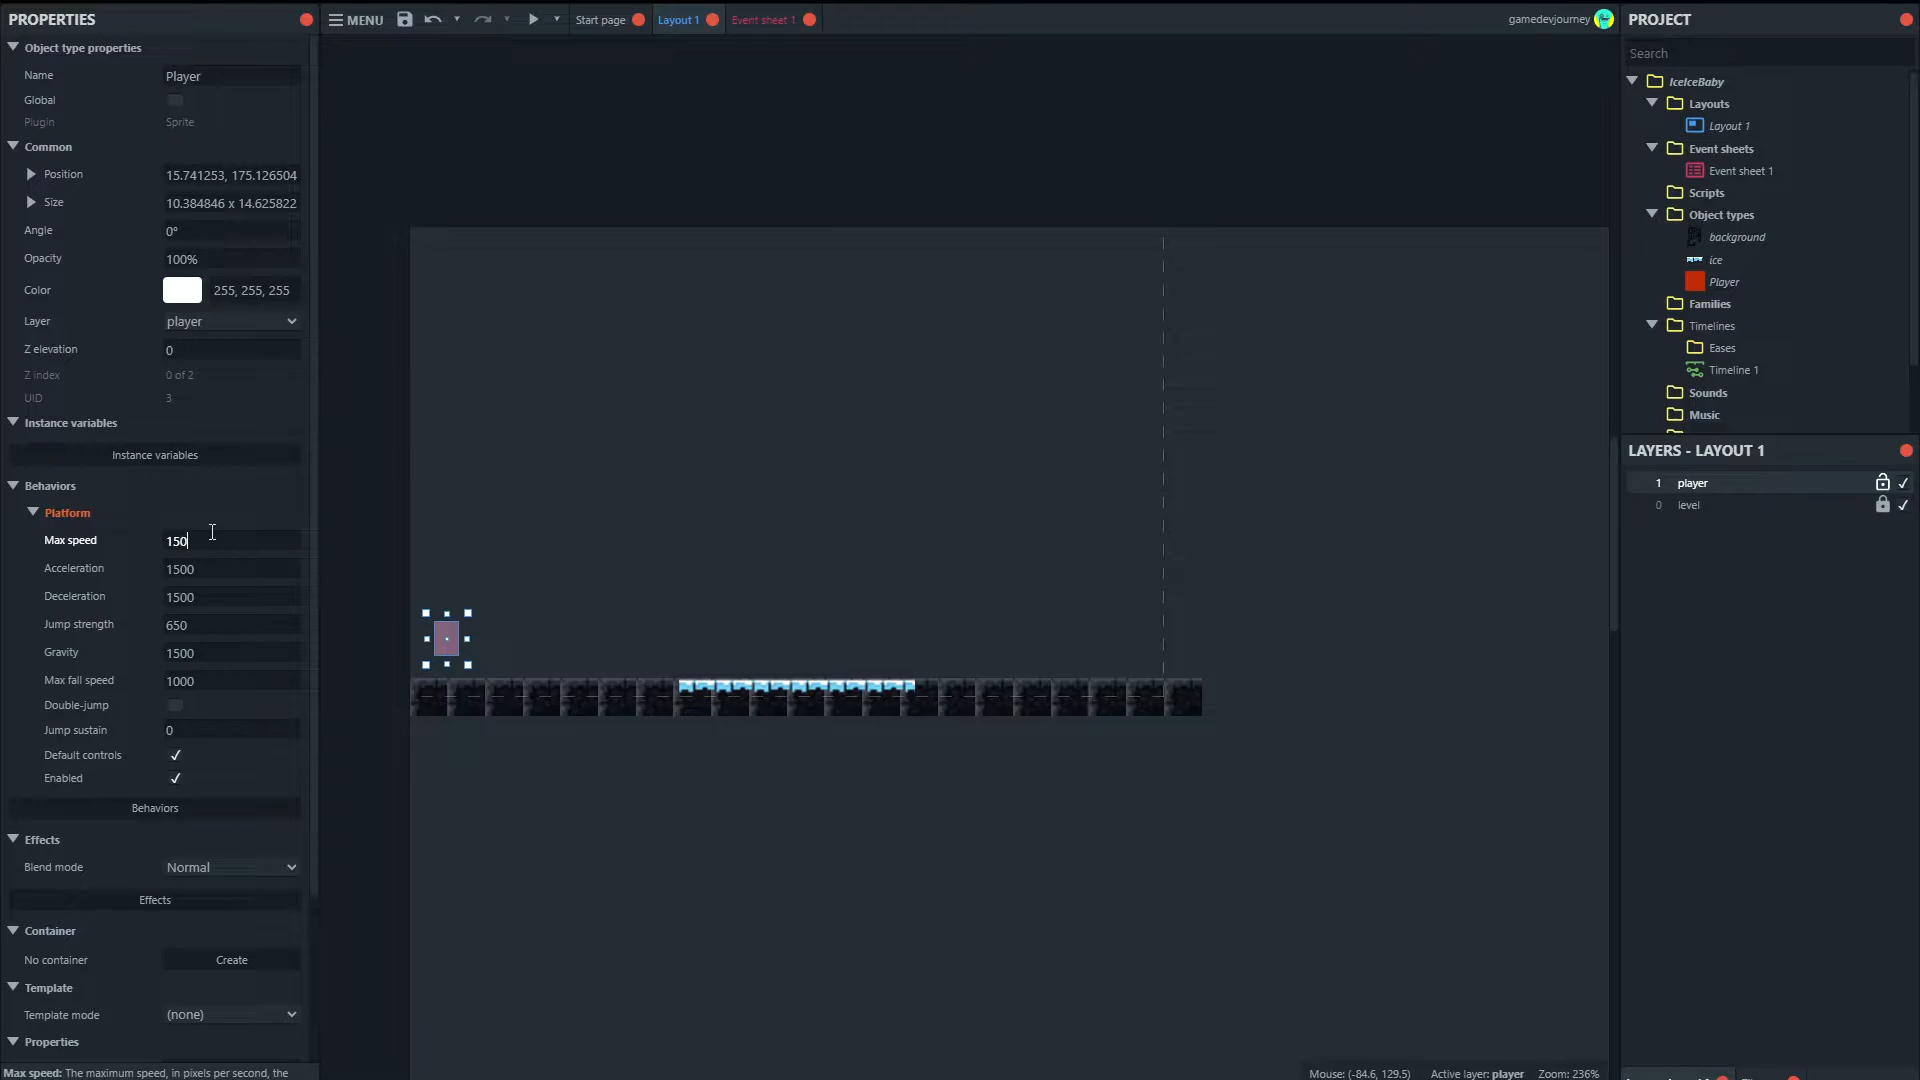 PROPERTIES
Object type properties
Name Player
Global
Plugin Sprite
Common
Position 15.741253, 175.126504
Size 10.384846 x 14.625822
Angle 0°
Opacity 100%
Color 255, 255, 255
Layer player
Z elevation 0
Z index 0 of 2
UID 3
Instance variables
Instance variables
Behaviors
Platform
Max speed 150
Acceleration 1500
Deceleration 1500
Jump strength 650
Gravity 1500
Max fall speed 1000
Double-jump
Jump sustain 0
Default controls
Enabled
Behaviors
Effects
Blend mode Normal
Effects
Container
No container Create
Template
Template mode (none)
Properties
Max speed: The maximum speed, in pixels per second, the
MENU
Start page
Layout 1
Event sheet 1
gamedevjourney
Mouse: (-84.6, 129.5) Active layer: player Zoom: 236%
PROJECT
Search
IceIceBaby
Layouts
Layout 1
Event sheets
Event sheet 1
Scripts
Object types
background
ice
Player
Families
Timelines
Eases
Timeline 1
Sounds
Music
LAYERS - LAYOUT 1
1 player
0 level